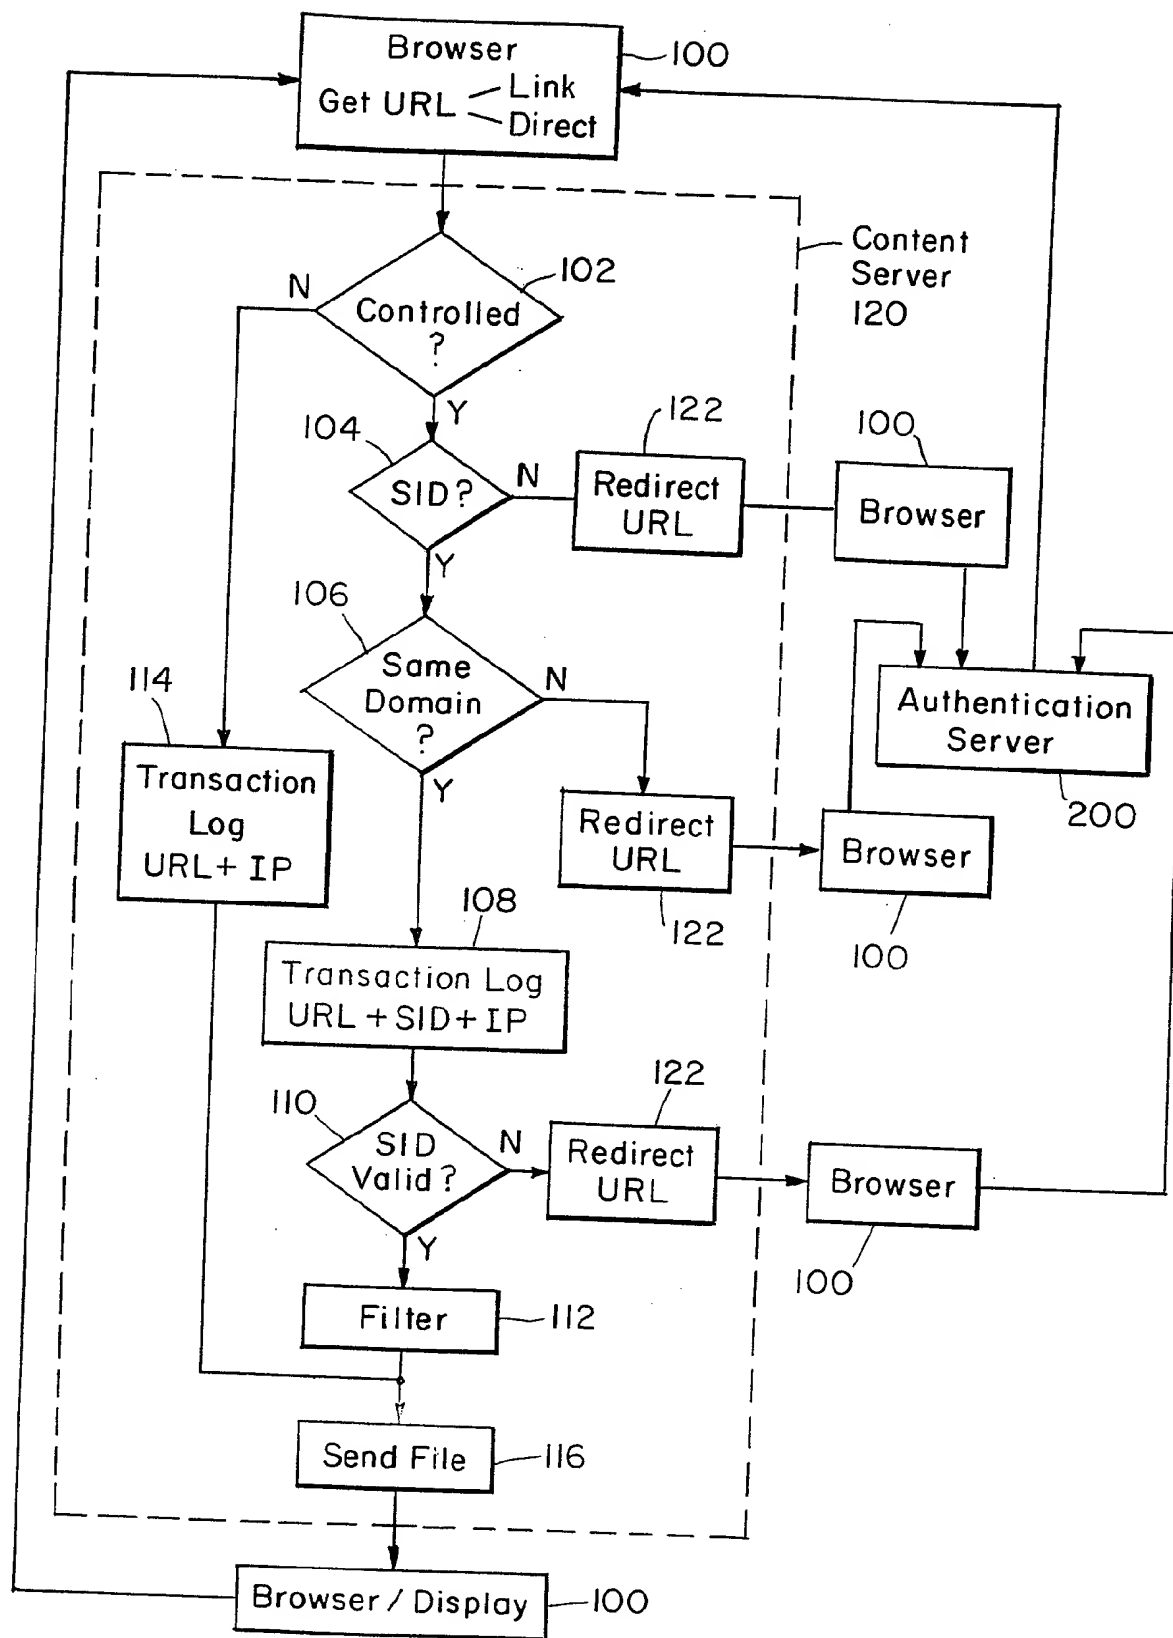 Browser
100
Get URL
Link
Direct
Content
Server
120
N
102
Controlled
?
Y
104
SID?
N
122
Redirect
URL
100
Browser
Y
106
Same
Domain
?
N
Y
Authentication
Server
200
114
Transaction
Log
URL + IP
Redirect
URL
122
Browser
100
108
Transaction Log
URL + SID + IP
110
SID
Valid?
N
122
Redirect
URL
Browser
100
Y
Filter
112
Send File
116
Browser / Display
100